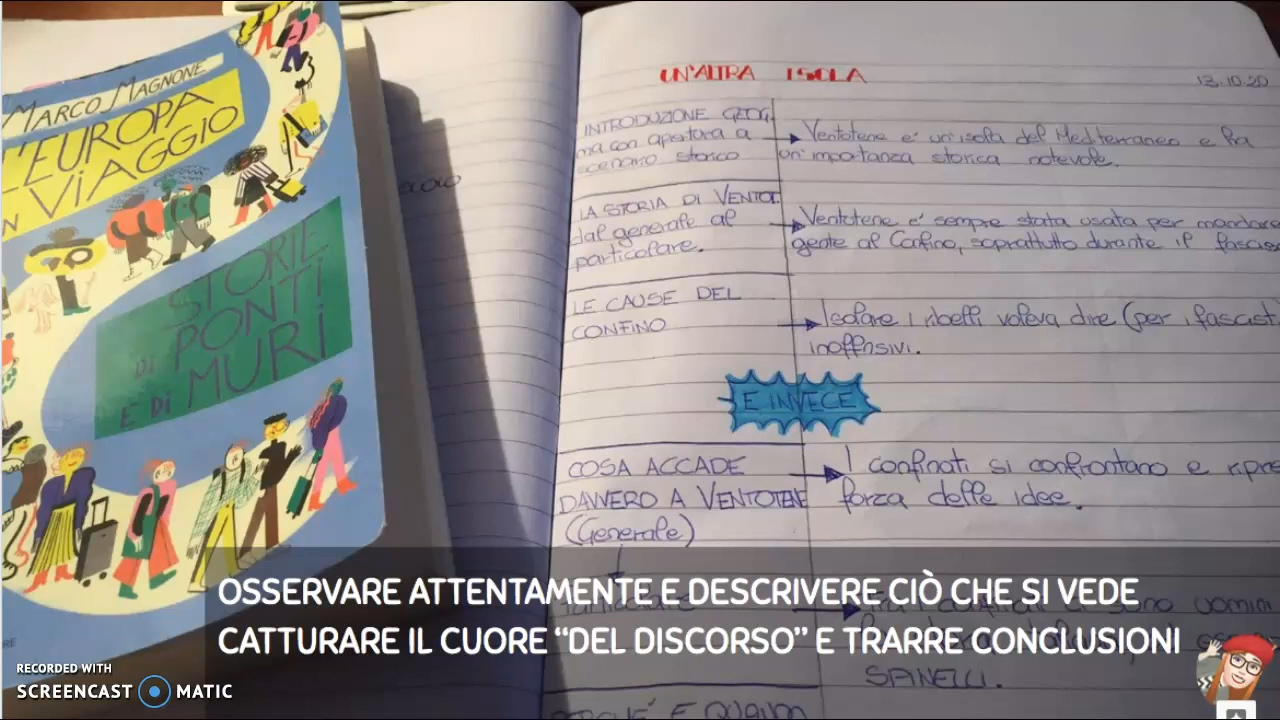 MARCO MAGNONE
L'EUROPA
IN VIAGGIO
STORIE
DI PONTI
E DI MURI
UN'ALTRA ISOLA
13.10.20
INTRODUZIONE GEOG.
ma con apertura a
scenario storico
Ventotene e' un'isola del Mediterraneo e ha
un'importanza storica notevole.
LA STORIA DI VENTOT
dal generale al
particolare.
Ventotene e' sempre stata usata per mandare
gente al Confino, soprattutto durante il fascis
LE CAUSE DEL
CONFINO
Isolare i ribelli voleva dire (per i fascist
inoffensivi.
E INVECE
COSA ACCADE
DAVVERO A VENTOTENE
(Generale)
I confinati si confrontano e ripre
forza delle idee.
OSSERVARE ATTENTAMENTE E DESCRIVERE CIÒ CHE SI VEDE
CATTURARE IL CUORE “DEL DISCORSO” E TRARRE CONCLUSIONI
sono uomini
SPINELLI.
PERCHE' E QUANDO
RECORDED WITH
SCREENCAST MATIC